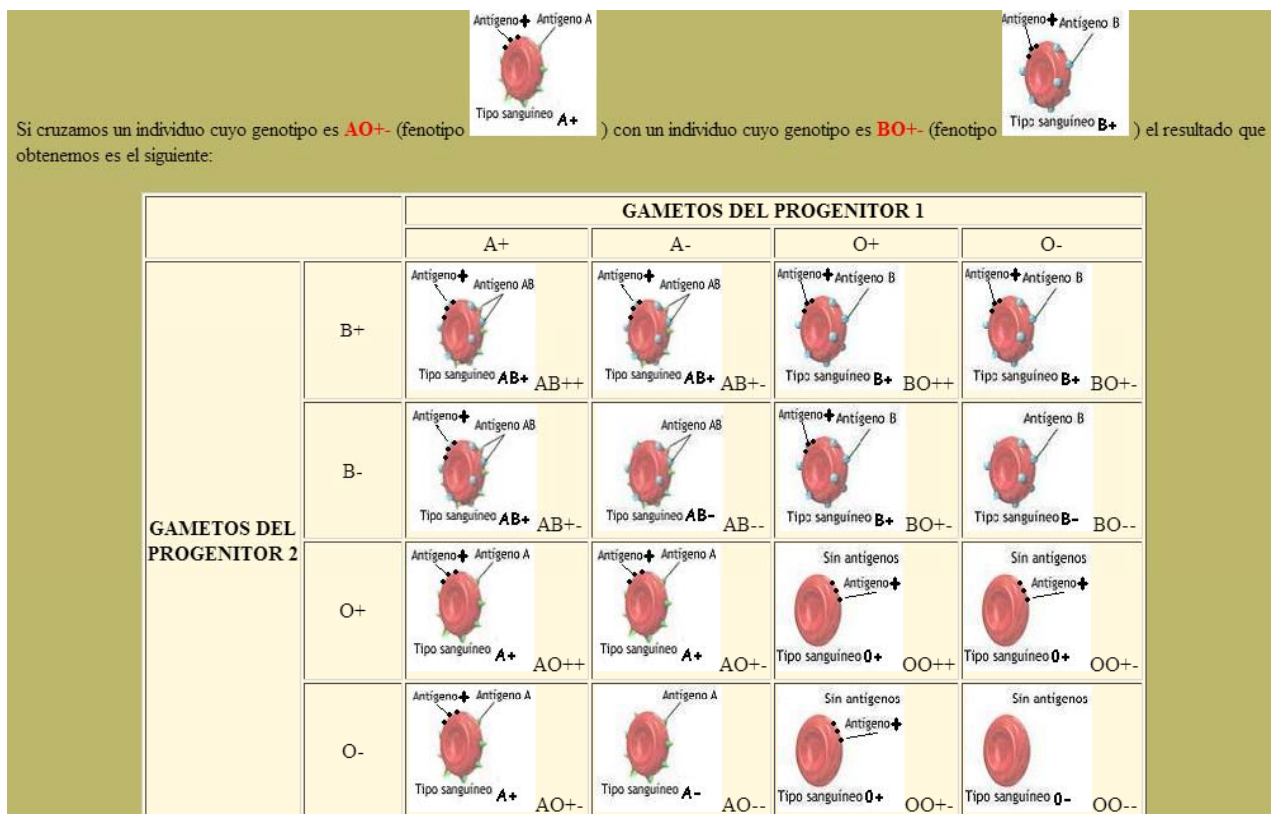 Antígeno+ Antígeno A
Tipo sanguíneo A+
Antígeno+ Antígeno B
Tipo sanguíneo B+
Si cruzamos un individuo cuyo genotipo es AO+- (fenotipo ) con un individuo cuyo genotipo es BO+- (fenotipo ) el resultado que
obtenemos es el siguiente:
GAMETOS DEL PROGENITOR 1
A+ A- O+ O-
GAMETOS DEL
PROGENITOR 2
B+
Antígeno+ Antígeno AB
Tipo sanguíneo AB+ AB++
Antígeno+ Antígeno AB
Tipo sanguíneo AB+ AB+-
Antígeno+ Antígeno B
Tipo sanguíneo B+ BO++
Antígeno+ Antígeno B
Tipo sanguíneo B+ BO+-
B-
Antígeno+ Antígeno AB
Tipo sanguíneo AB+ AB+-
Antígeno AB
Tipo sanguíneo AB- AB--
Antígeno+ Antígeno B
Tipo sanguíneo B+ BO+-
Antígeno B
Tipo sanguíneo B- BO--
O+
Antígeno+ Antígeno A
Tipo sanguíneo A+ AO++
Antígeno+ Antígeno A
Tipo sanguíneo A+ AO+-
Sin antígenos
Antígeno+
Tipo sanguíneo 0+ OO++
Sin antígenos
Antígeno+
Tipo sanguíneo 0+ OO+-
O-
Antígeno+ Antígeno A
Tipo sanguíneo A+ AO+-
Antígeno A
Tipo sanguíneo A- AO--
Sin antígenos
Antígeno+
Tipo sanguíneo 0+ OO+-
Sin antígenos
Tipo sanguíneo 0- OO--